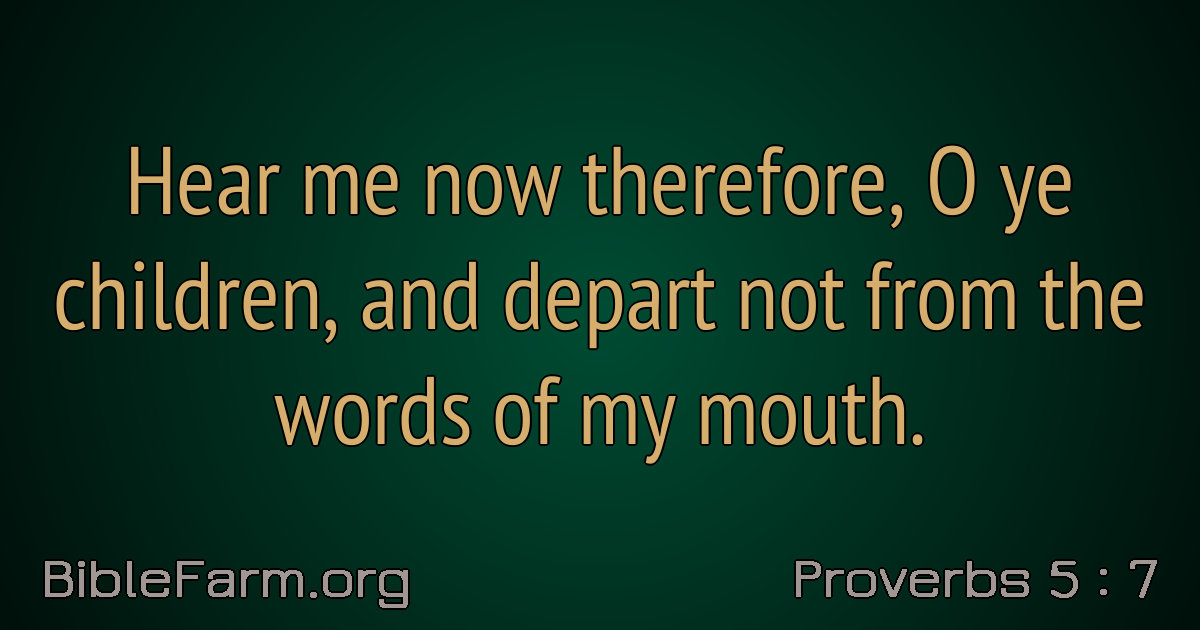 Hear me now therefore, O ye
children, and depart not from the
words of my mouth.
BibleFarm.org
Proverbs 5 : 7